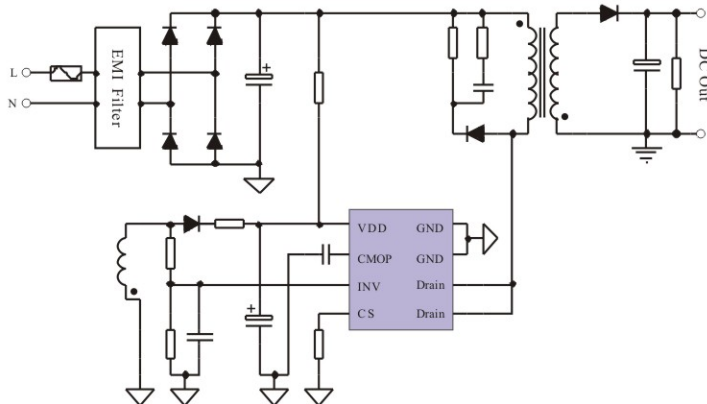 L
N
EMI Filter
DC Out
+
VDD
GND
CMOP
GND
INV
Drain
+
CS
Drain